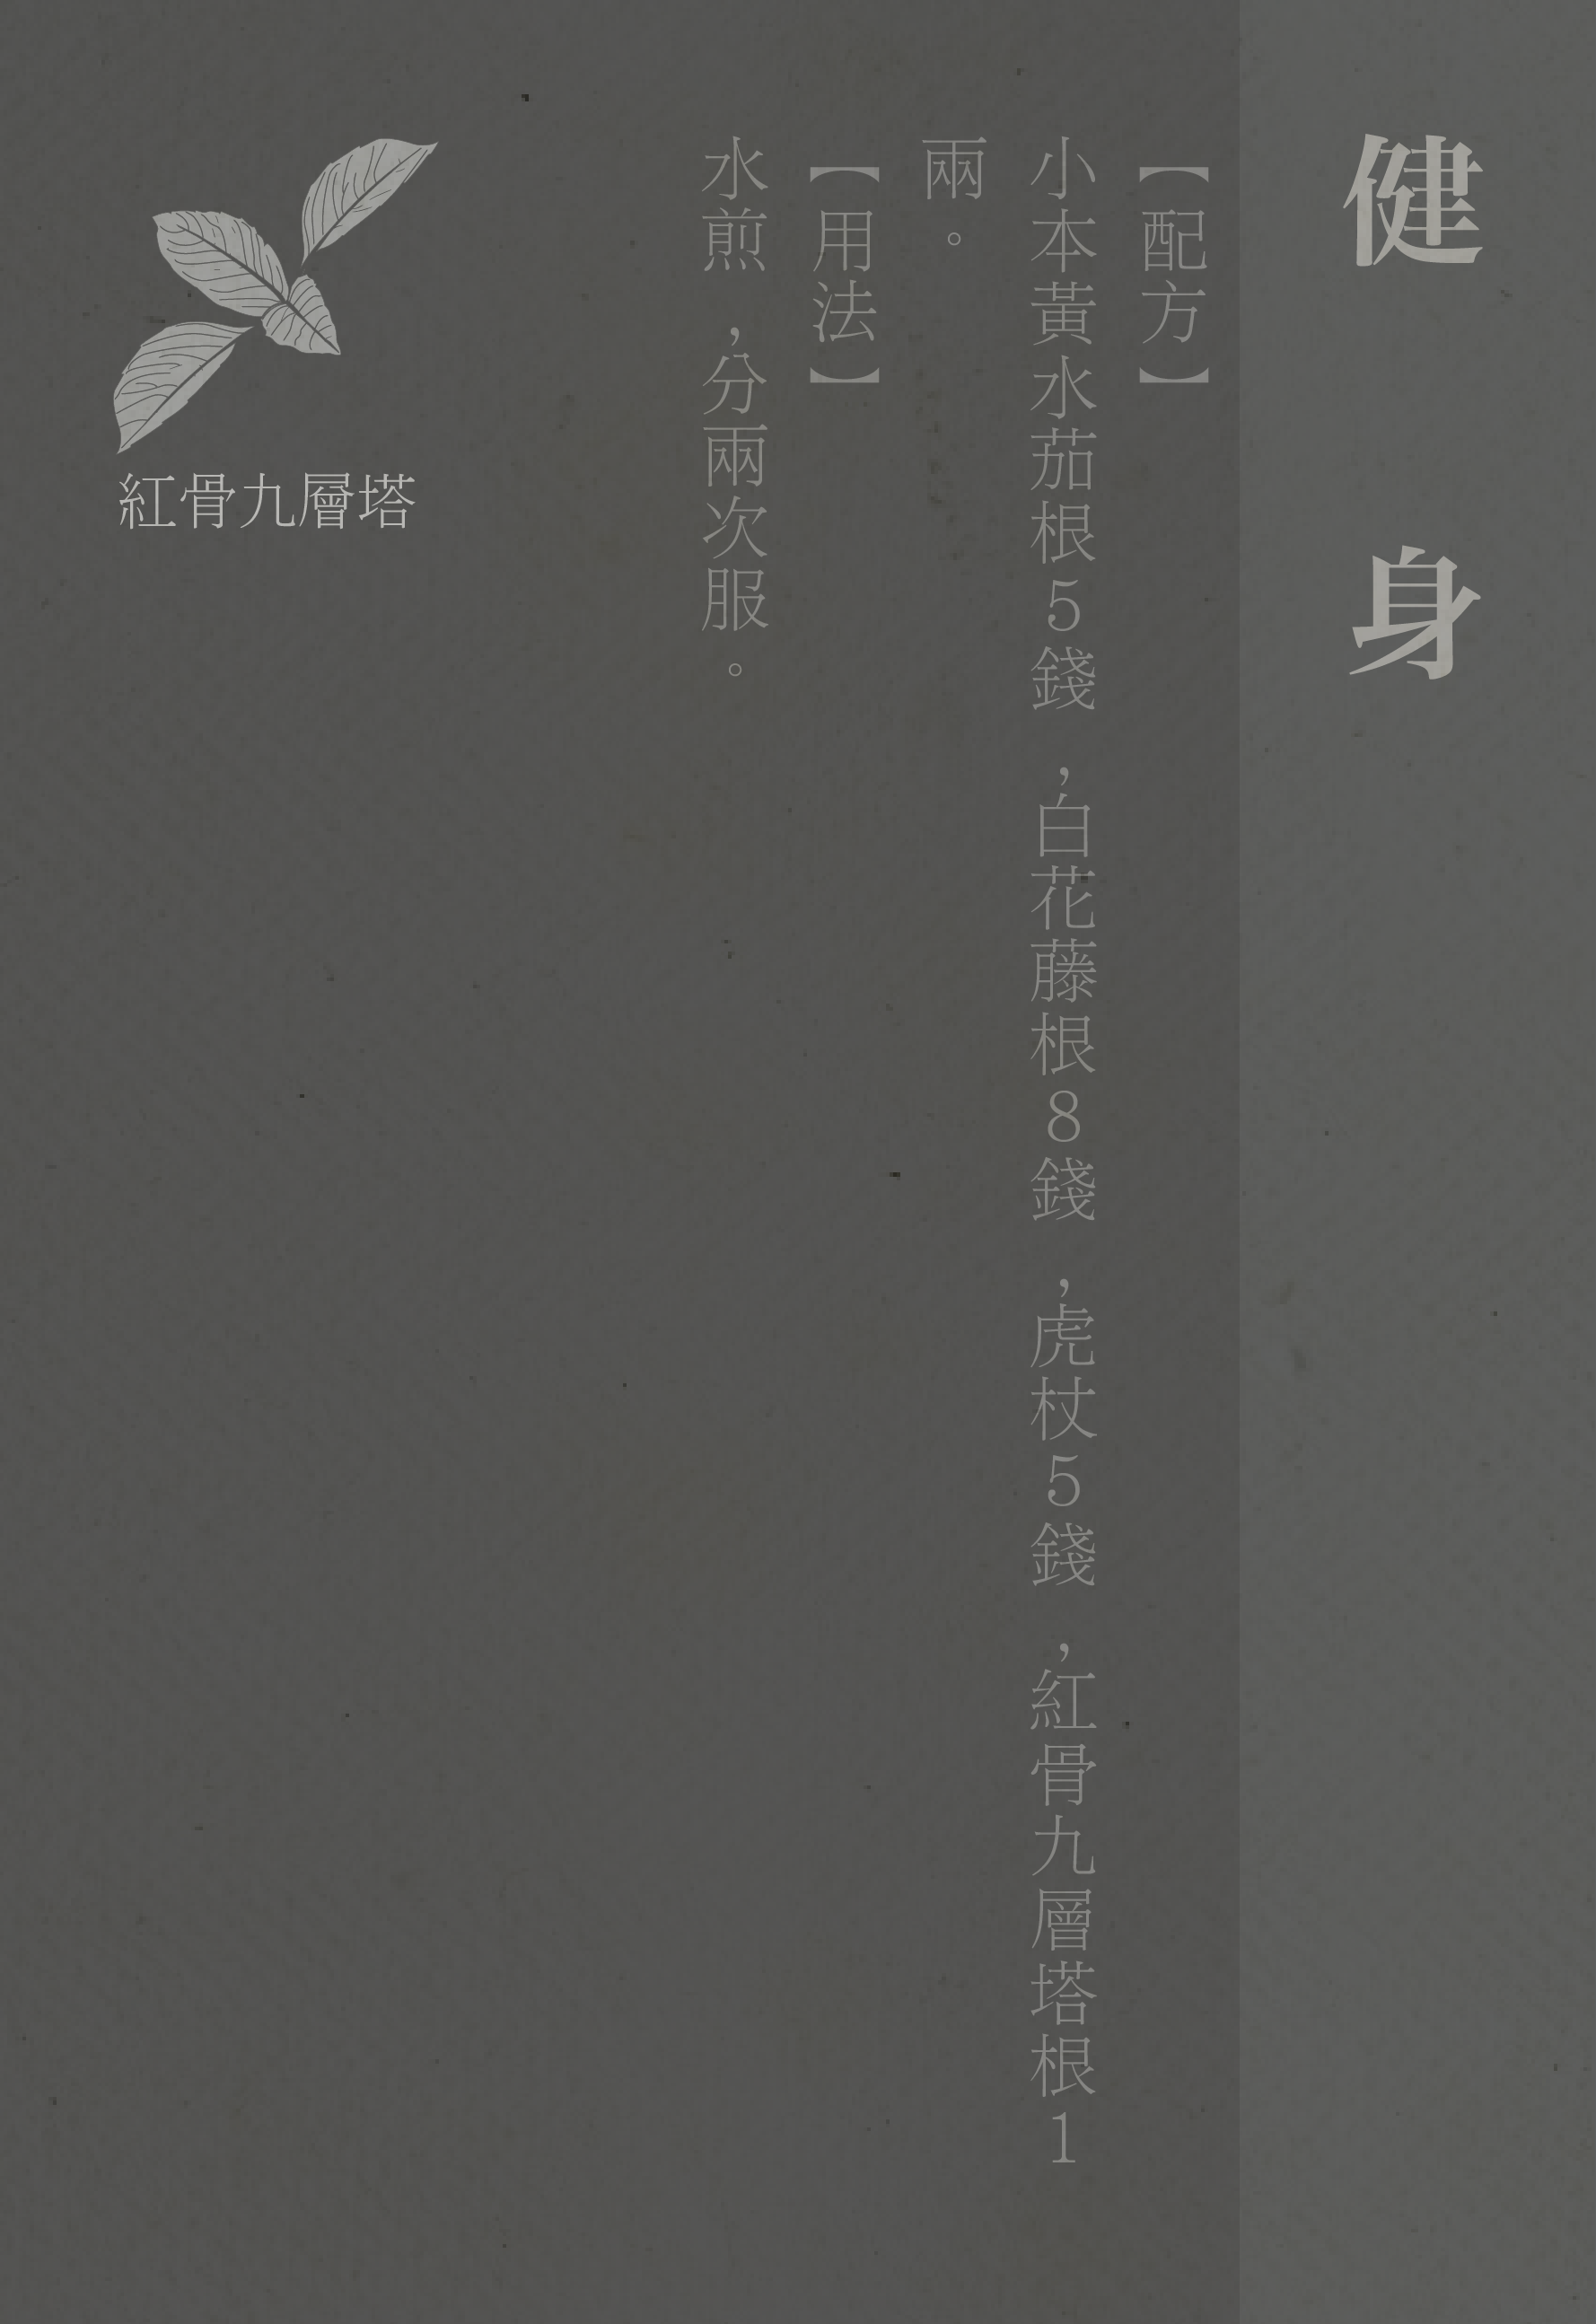 健身
【配方】
小本黃水茄根5錢，白花藤根8錢，虎杖5錢，紅骨九層塔根1
兩。
【用法】
水煎，分兩次服。
紅骨九層塔